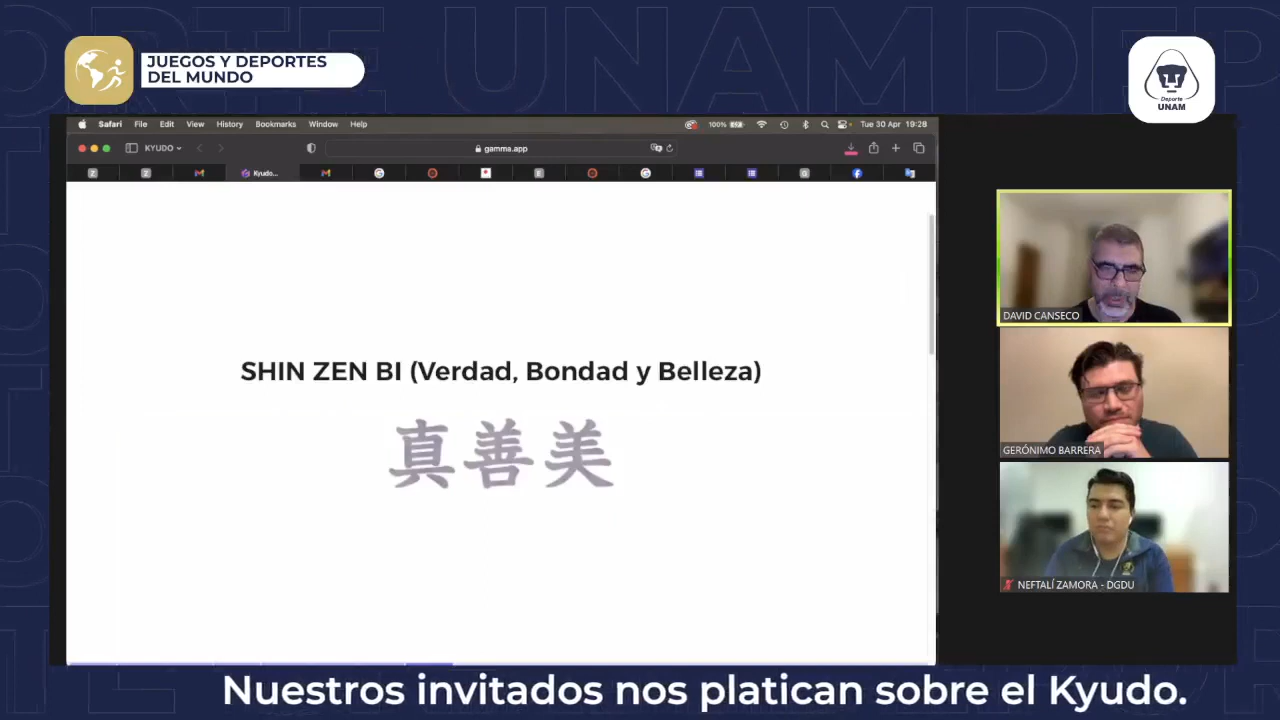 JUEGOS Y DEPORTES
DEL MUNDO
Deporte
UNAM
Safari File Edit View History Bookmarks Window Help
100% Tue 30 Apr 19:28
KYUDO
gamma.app
Kyudo...
SHIN ZEN BI (Verdad, Bondad y Belleza)
真善美
DAVID CANSECO
GERÓNIMO BARRERA
NEFTALÍ ZAMORA - DGDU
Nuestros invitados nos platican sobre el Kyudo.